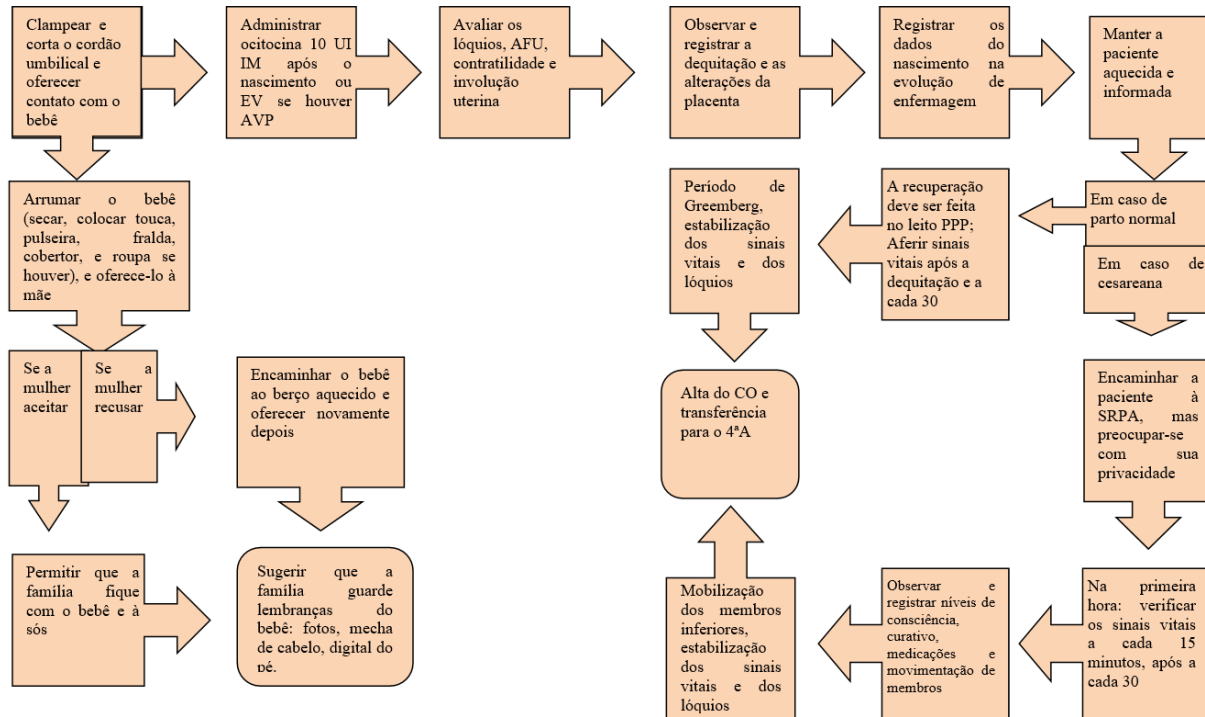 Clampear e
corta o cordão
umbilical e
oferecer
contato com o
bebê
Administrar
ocitocina 10 UI
IM após o
nascimento ou
EV se houver
AVP
Avaliar os
lóquios, AFU,
contratilidade e
involução
uterina
Observar e
registrar a
dequitação e as
alterações da
placenta
Registrar os
dados do
nascimento na
evolução de
enfermagem
Manter a
paciente
aquecida e
informada
Arrumar o bebê
(secar, colocar touca,
pulseira, fralda,
cobertor, e roupa se
houver), e oferece-lo à
mãe
Se a
mulher
aceitar
Se a
mulher
recusar
Encaminhar o bebê
ao berço aquecido e
oferecer novamente
depois
Permitir que a
família fique
com o bebê e à
sós
Sugerir que a
família guarde
lembranças do
bebê: fotos, mecha
de cabelo, digital do
pé.
Em caso de
parto normal
A recuperação
deve ser feita
no leito PPP;
Aferir sinais
vitais após a
dequitação e a
cada 30
Período de
Greemberg,
estabilização
dos sinais
vitais e dos
lóquios
Alta do CO e
transferência
para o 4ªA
Em caso de
cesareana
Encaminhar a
paciente à
SRPA, mas
preocupar-se
com sua
privacidade
Na primeira
hora: verificar
os sinais vitais
a cada 15
minutos, após a
cada 30
Observar e
registrar níveis de
consciência,
curativo,
medicações e
movimentação de
membros
Mobilização
dos membros
inferiores,
estabilização
dos sinais
vitais e dos
lóquios